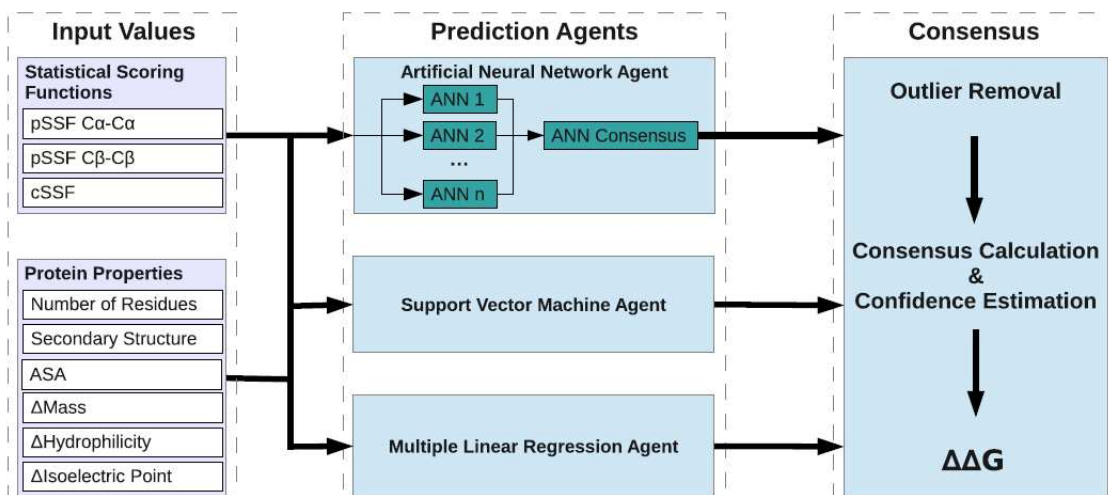 Input Values
Statistical Scoring
Functions
pSSF Cα-Cα
pSSF Cβ-Cβ
cSSF
Protein Properties
Number of Residues
Secondary Structure
ASA
ΔMass
ΔHydrophilicity
ΔIsoelectric Point
Prediction Agents
Artificial Neural Network Agent
ANN 1
ANN 2
...
ANN n
ANN Consensus
Support Vector Machine Agent
Multiple Linear Regression Agent
Consensus
Outlier Removal
Consensus Calculation
&
Confidence Estimation
ΔΔG